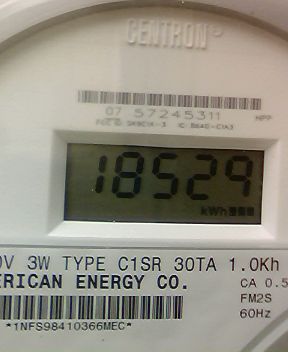 CENTRON
07 57245311
HPP
18529
kWh
V 3W TYPE C1SR 30TA 1.0Kh
ERICAN ENERGY CO.
CA 0.5
FM2S
60Hz
*1NFS98410366MEC*